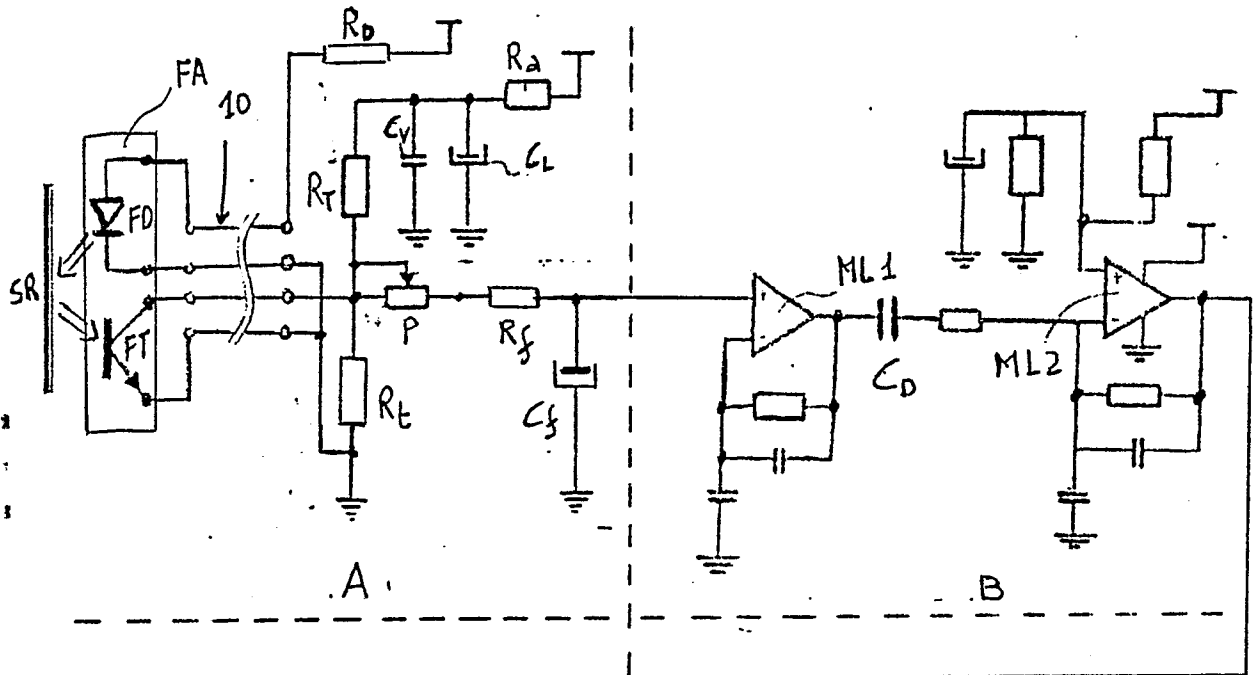 R_D
R_a
FA
10
C_V
C_L
R_T
FD
SR
FT
P
R_f
R_t
C_f
ML1
C_D
ML2
+
-
A
B